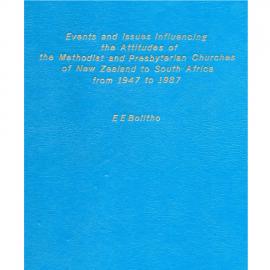 Events and Issues Influencing
the Attitudes of
the Methodist and Presbyterian Churches
of New Zealand to South Africa
from 1947 to 1987
E E Bolitho